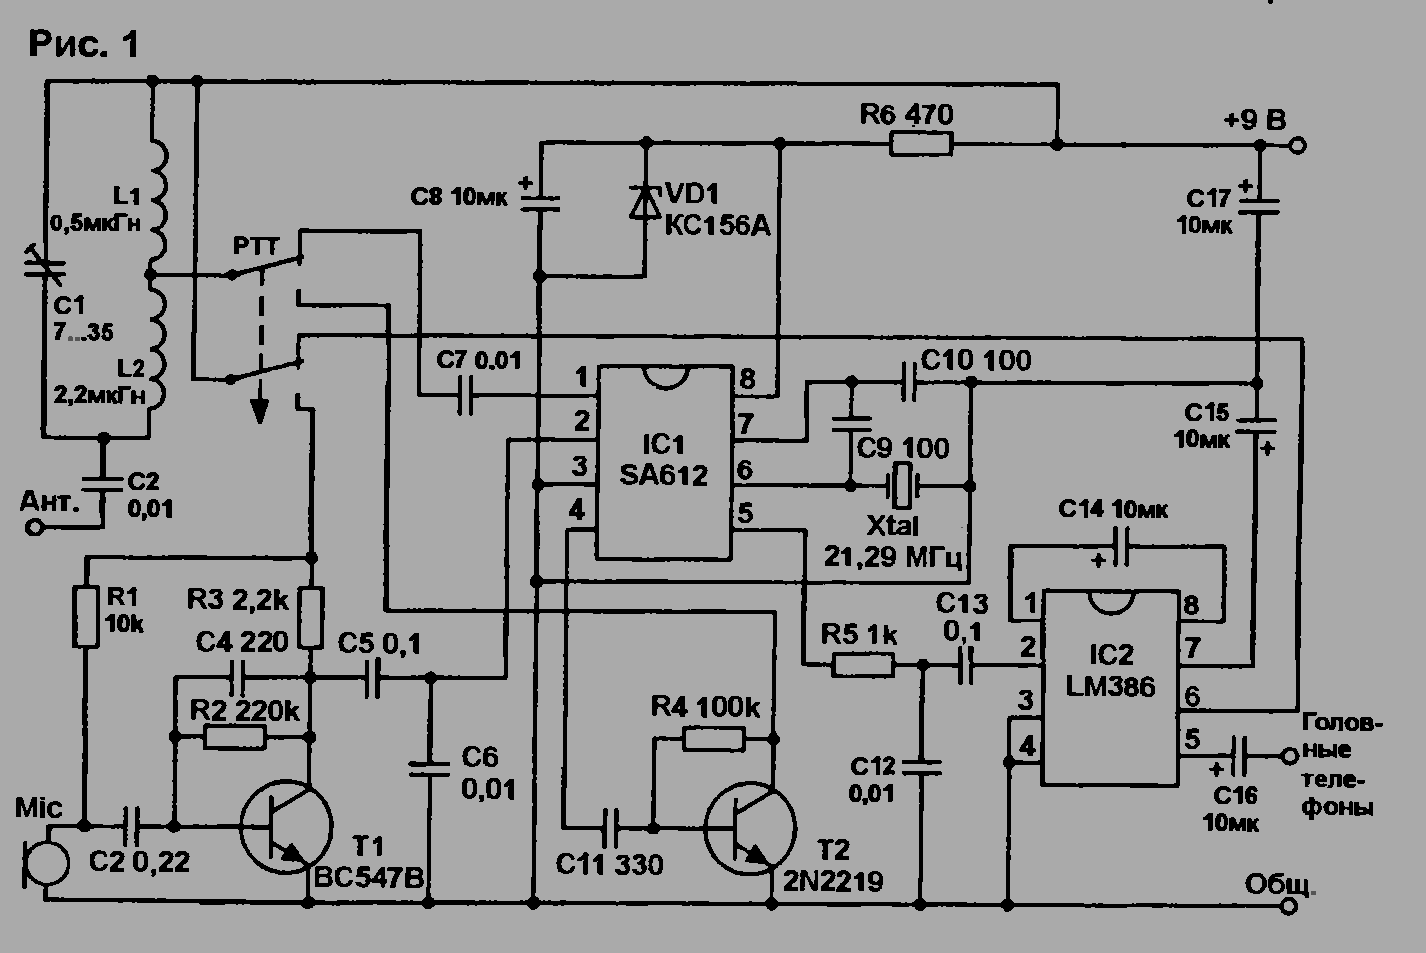 Рис. 1
R6 470
+9 В
C8 10мк
+
VD1
КС156А
+
C17
10мк
L1
0,5мкГн
РТТ
C1
7...35
L2
2,2мкГн
C7 0.01
C10 100
C9 100
C15
10мк
+
1
2
3
4
IC1
SA612
8
7
6
5
Xtal
21,29 МГц
C2
0,01
Ант.
C14 10мк
+
R1
10k
R3 2,2k
C4 220
C5 0,1
R2 220k
C6
0,01
R5 1k
C13
0,1
1
2
3
4
IC2
LM386
8
7
6
5
R4 100k
C12
0,01
+
C16
10мк
Голов-
ные
теле-
фоны
Mic
C2 0,22
T1
BC547B
C11 330
T2
2N2219
Общ.